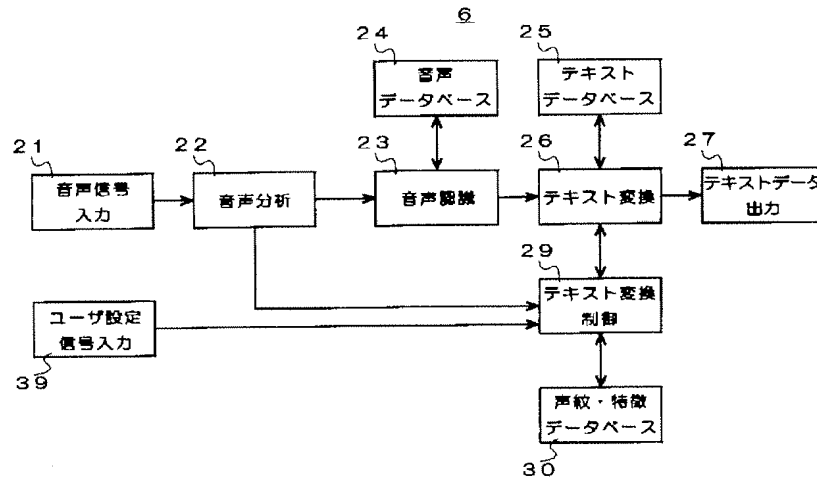 6
24
音声
データベース
25
テキスト
データベース
21
音声信号
入力
22
音声分析
23
音声認識
26
テキスト変換
27
テキストデータ
出力
29
テキスト変換
制御
ユーザ設定
信号入力
39
声紋・特徴
データベース
30